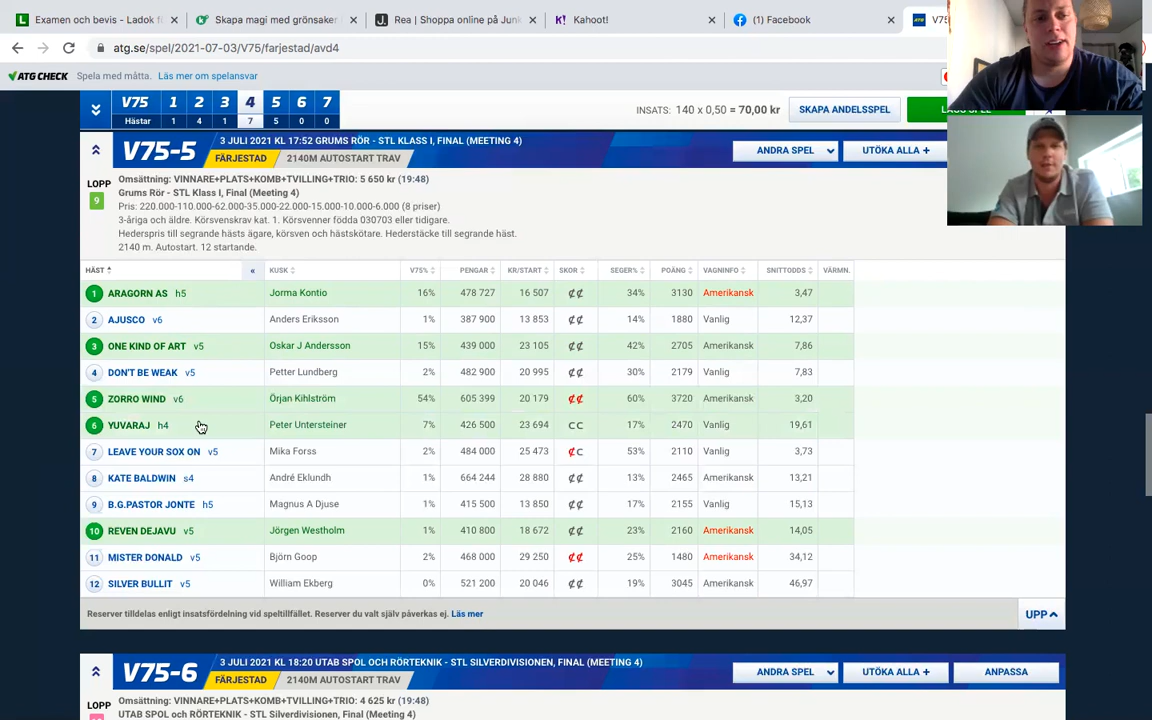 Examen och bevis - Ladok f
Skapa magi med grönsaker
Rea | Shoppa online på Junk
Kahoot!
(1) Facebook
V75
atg.se/spel/2021-07-03/V75/farjestad/avd4
ATG CHECK Spela med måtta. Läs mer om spelansvar
V75 1 2 3 4 5 6 7
Hästar 1 4 1 7 5 0 0
INSATS: 140 x 0,50 = 70,00 kr
SKAPA ANDELSSPEL
V75-5
3 JULI 2021 KL 17:52 GRUMS RÖR - STL KLASS I, FINAL (MEETING 4)
FÄRJESTAD 2140M AUTOSTART TRAV
ANDRA SPEL
UTÖKA ALLA +
LOPP
9
Omsättning: VINNARE+PLATS+KOMB+TVILLING+TRIO: 5 650 kr (19:48)
Grums Rör - STL Klass I, Final (Meeting 4)
Pris: 220.000-110.000-62.000-35.000-22.000-15.000-10.000-6.000 (8 priser)
3-åriga och äldre. Körsvenskrav kat. 1. Körsvenner födda 030703 eller tidigare.
Hederspris till segrande hästs ägare, körsven och hästskötare. Hederstäcke till segrande häst.
2140 m. Autostart. 12 startande.
HÄST « KUSK V75% PENGAR KR/START SKOR SEGER% POÄNG VAGNINFO SNITTODDS VÄRMN.
1 ARAGORN AS h5 Jorma Kontio 16% 478 727 16 507 ¢¢ 34% 3130 Amerikansk 3,47
2 AJUSCO v6 Anders Eriksson 1% 387 900 13 853 ¢¢ 14% 1880 Vanlig 12,37
3 ONE KIND OF ART v5 Oskar J Andersson 15% 439 000 23 105 ¢¢ 42% 2705 Amerikansk 7,86
4 DON'T BE WEAK v5 Petter Lundberg 2% 482 900 20 995 ¢¢ 30% 2179 Vanlig 7,83
5 ZORRO WIND v6 Örjan Kihlström 54% 605 399 20 179 ¢¢ 60% 3720 Amerikansk 3,20
6 YUVARAJ h4 Peter Untersteiner 7% 426 500 23 694 CC 17% 2470 Vanlig 19,61
7 LEAVE YOUR SOX ON v5 Mika Forss 2% 484 000 25 473 ¢C 53% 2110 Vanlig 3,73
8 KATE BALDWIN s4 André Eklundh 1% 664 244 28 880 ¢¢ 13% 2465 Amerikansk 13,21
9 B.G.PASTOR JONTE h5 Magnus A Djuse 1% 415 500 13 850 ¢¢ 17% 2155 Vanlig 15,13
10 REVEN DEJAVU v5 Jörgen Westholm 1% 410 800 18 672 ¢¢ 23% 2160 Amerikansk 14,05
11 MISTER DONALD v5 Björn Goop 2% 468 000 29 250 ¢¢ 25% 1480 Amerikansk 34,12
12 SILVER BULLIT v5 William Ekberg 0% 521 200 20 046 ¢¢ 19% 3045 Amerikansk 46,97
Reserver tilldelas enligt insatsfördelning vid speltillfället. Reserver du valt själv påverkas ej. Läs mer
UPP
V75-6
3 JULI 2021 KL 18:20 UTAB SPOL OCH RÖRTEKNIK - STL SILVERDIVISIONEN, FINAL (MEETING 4)
FÄRJESTAD 2140M AUTOSTART TRAV
ANDRA SPEL
UTÖKA ALLA +
ANPASSA
LOPP
Omsättning: VINNARE+PLATS+KOMB+TVILLING+TRIO: 4 625 kr (19:48)
UTAB SPOL och RÖRTEKNIK - STL Silverdivisionen, Final (Meeting 4)